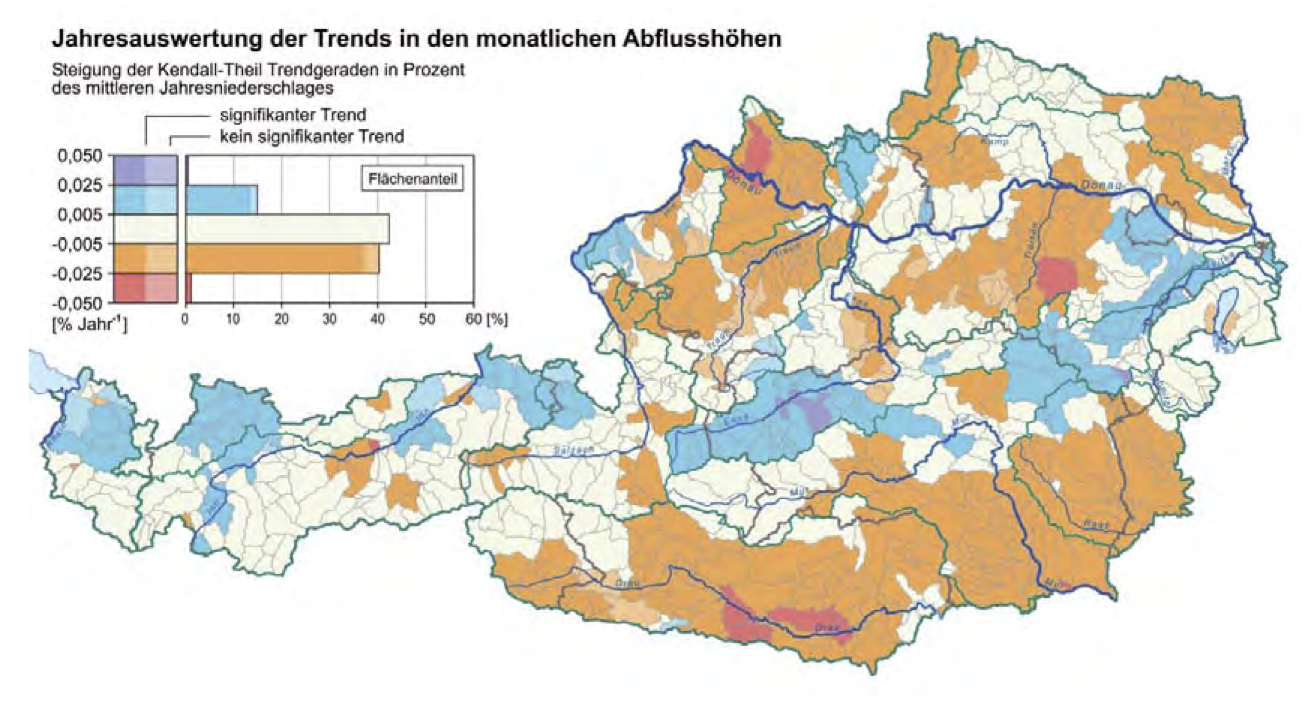 Jahresauswertung der Trends in den monatlichen Abflusshöhen
Steigung der Kendall-Theil Trendgeraden in Prozent
des mittleren Jahresniederschlages
signifikanter Trend
kein signifikanter Trend
0,050
0,025
0,005
-0,005
-0,025
-0,050
[% Jahr⁻¹]
Flächenanteil
0 10 20 30 40 50 60 [%]
Kamp
Donau
Donau
Traun
Traisen
Enns
Traun
Leitha
Inn
Enns
Mur
Salzach
Mur
Inn
Raab
Drau
Mur
Drau